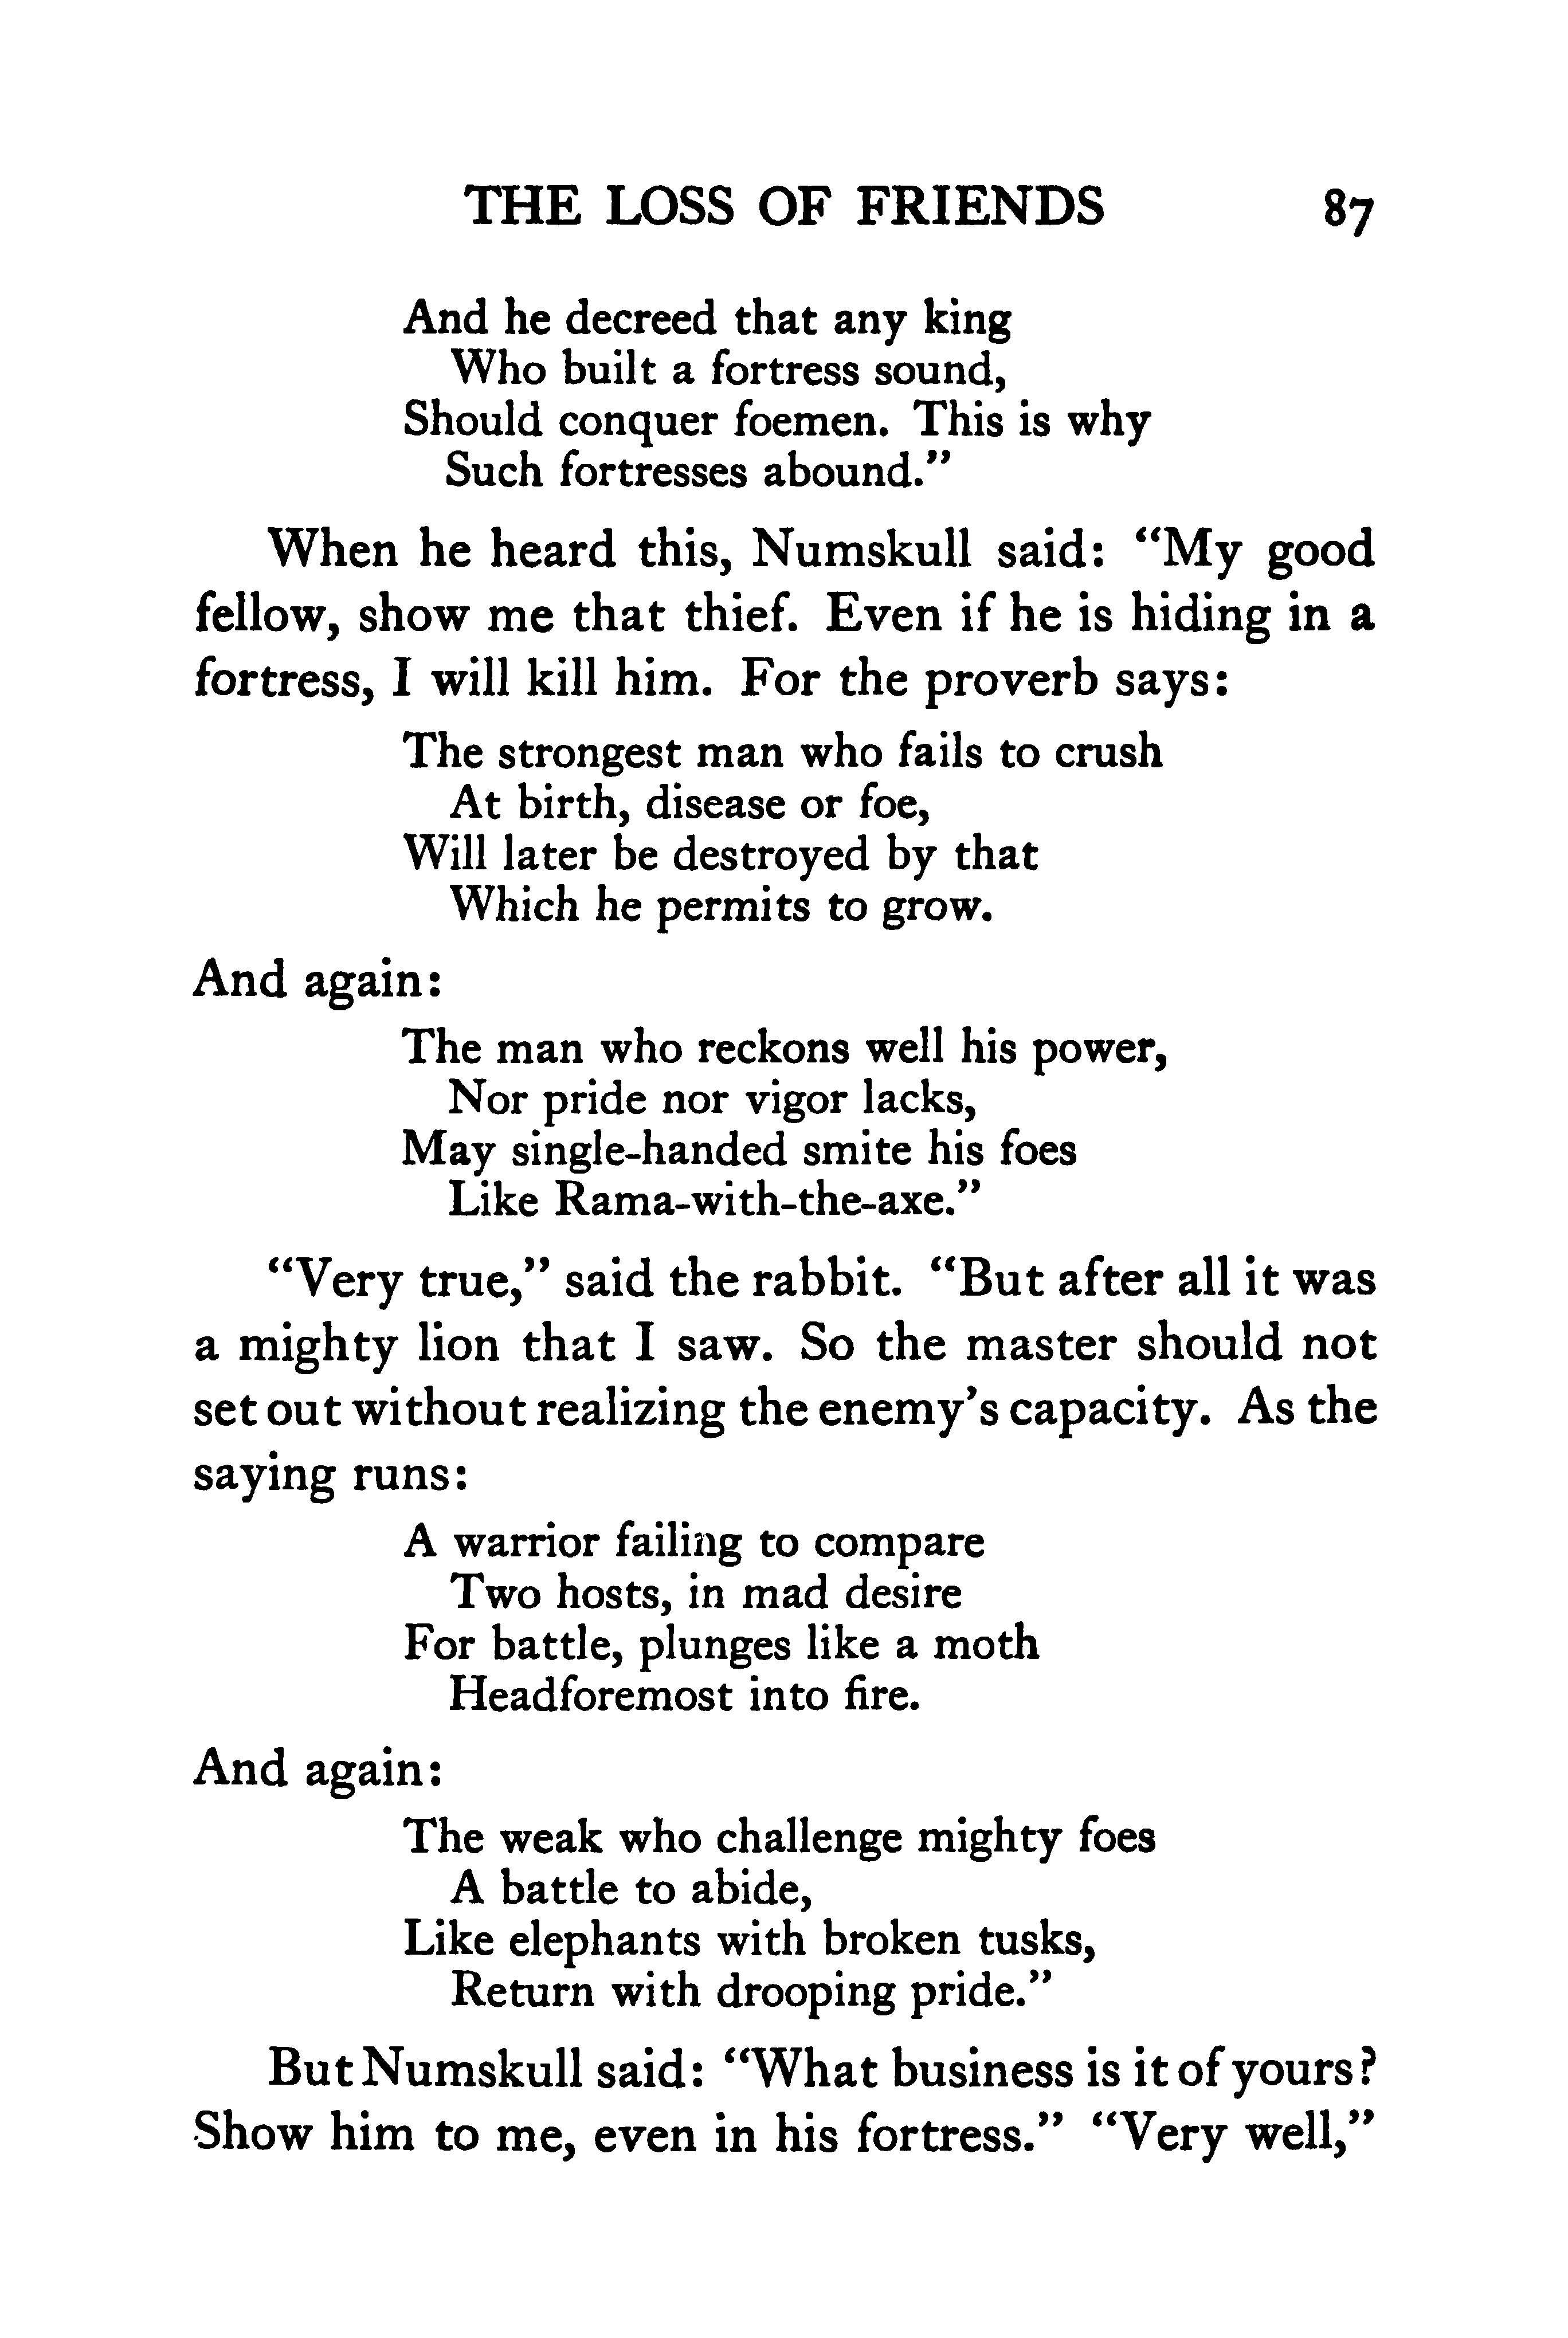 THE LOSS OF FRIENDS 87
And he decreed that any king
Who built a fortress sound,
Should conquer foemen. This is why
Such fortresses abound.”
When he heard this, Numskull said: “My good
fellow, show me that thief. Even if he is hiding in a
fortress, I will kill him. For the proverb says:
The strongest man who fails to crush
At birth, disease or foe,
Will later be destroyed by that
Which he permits to grow.
And again:
The man who reckons well his power,
Nor pride nor vigor lacks,
May single-handed smite his foes
Like Rama-with-the-axe.”
“Very true,” said the rabbit. “But after all it was
a mighty lion that I saw. So the master should not
set out without realizing the enemy’s capacity. As the
saying runs:
A warrior failing to compare
Two hosts, in mad desire
For battle, plunges like a moth
Headforemost into fire.
And again:
The weak who challenge mighty foes
A battle to abide,
Like elephants with broken tusks,
Return with drooping pride.”
But Numskull said: “What business is it of yours?
Show him to me, even in his fortress.” “Very well,”